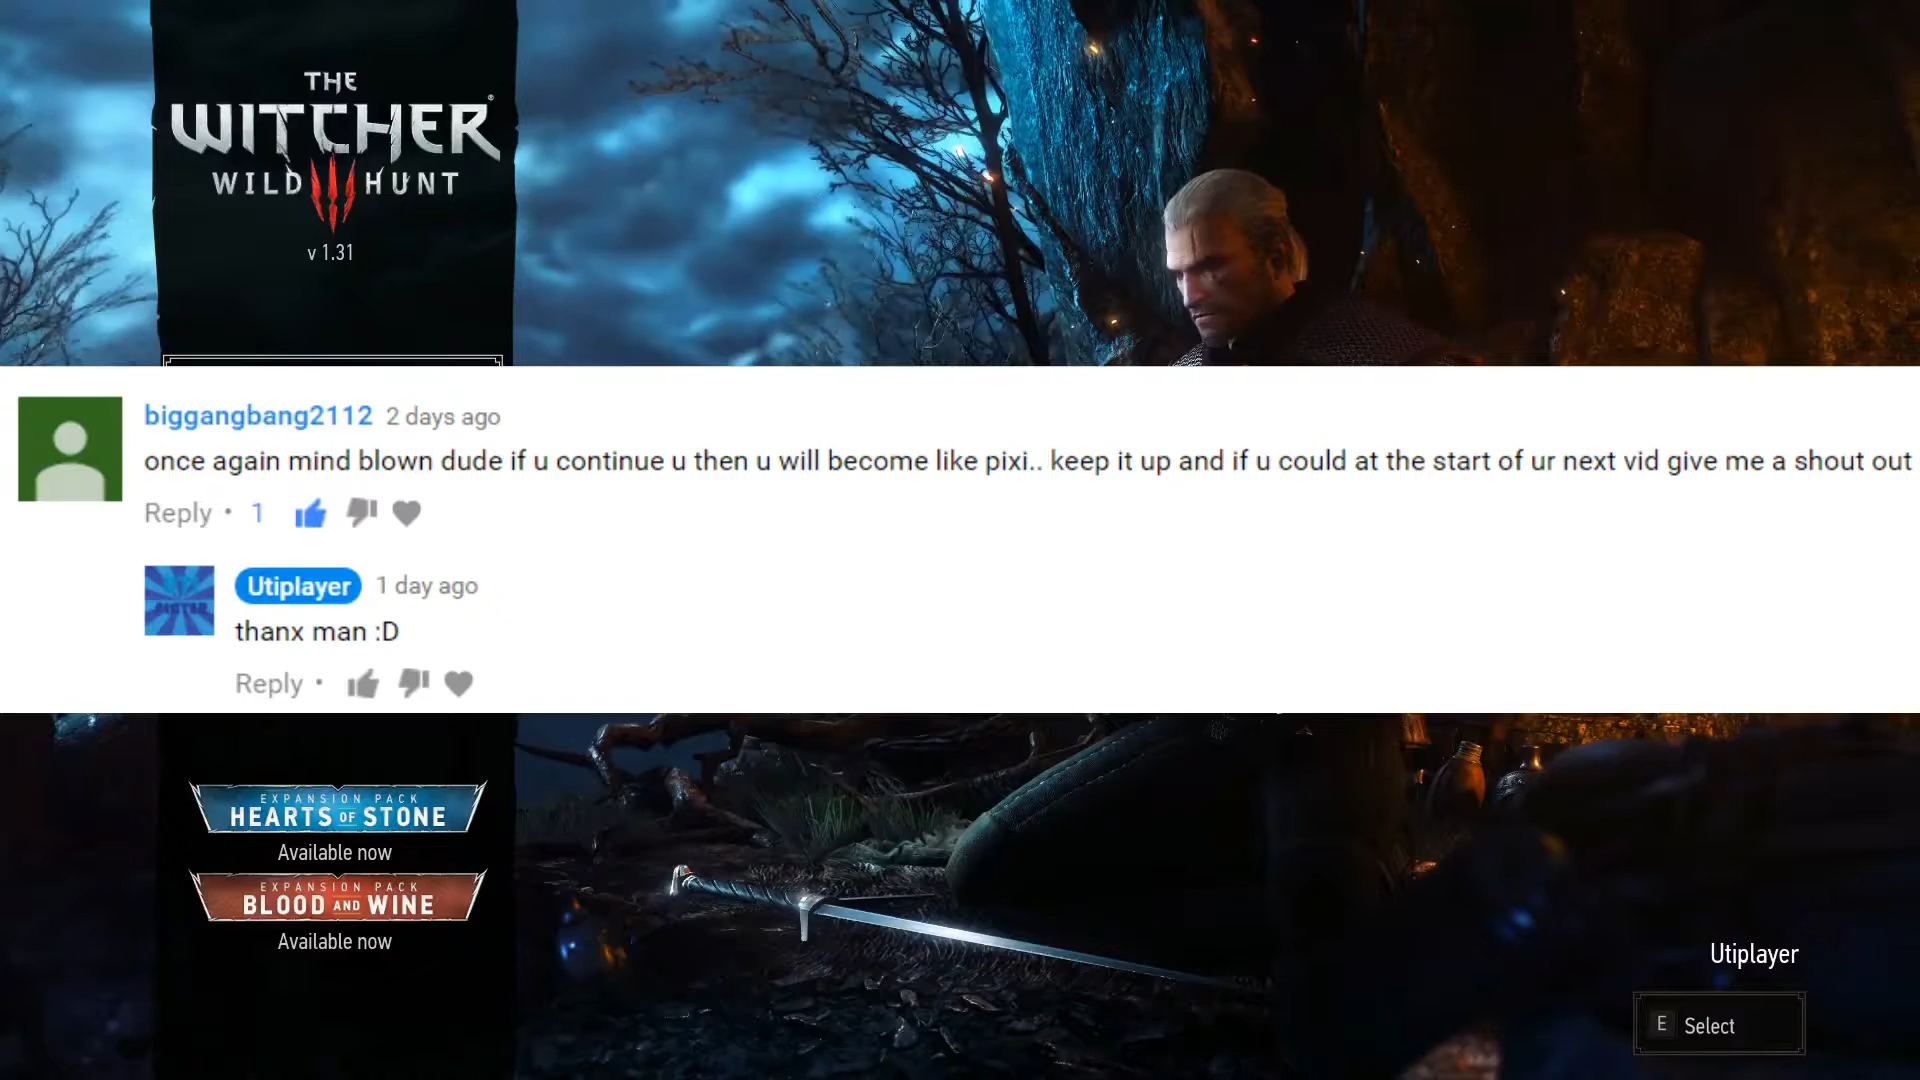 THE
WITCHER®
WILD HUNT
v 1.31
biggangbang2112 2 days ago
once again mind blown dude if u continue u then u will become like pixi.. keep it up and if u could at the start of ur next vid give me a shout out
Reply • 1
Utiplayer 1 day ago
thanx man :D
Reply •
EXPANSION PACK
HEARTS OF STONE
Available now
EXPANSION PACK
BLOOD AND WINE
Available now
Utiplayer
E Select